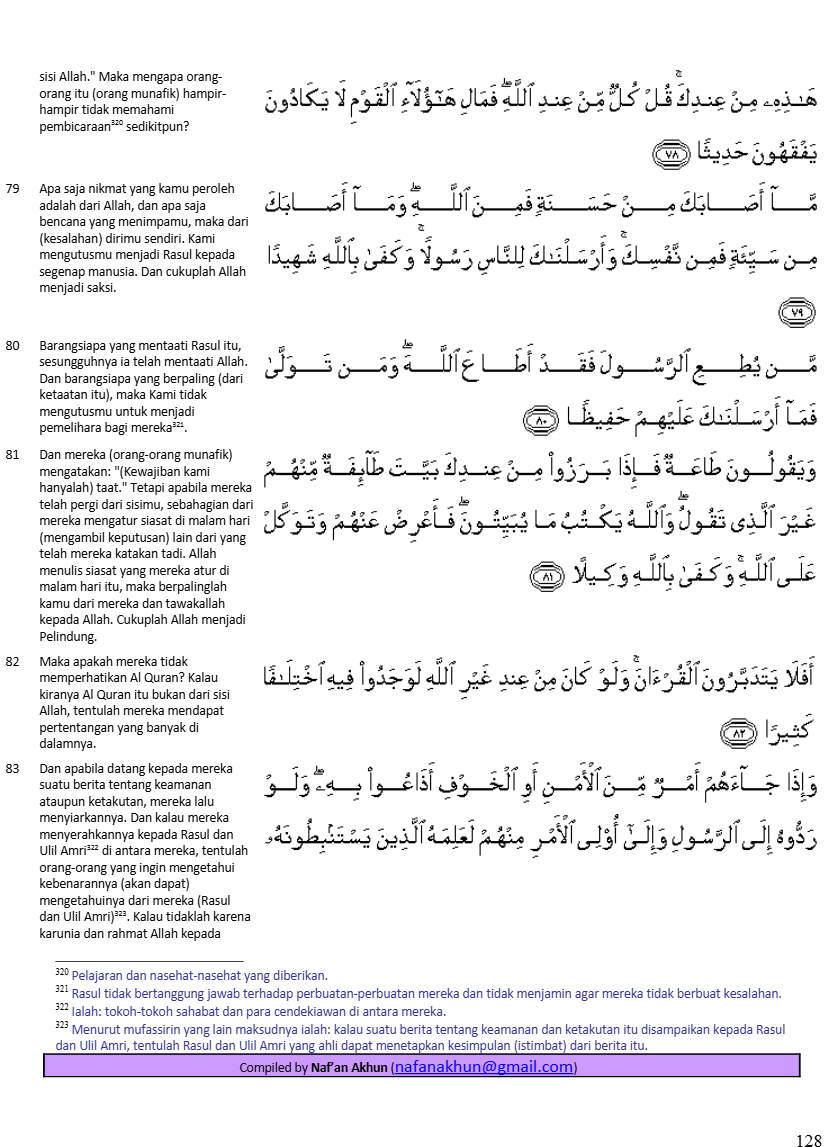 sisi Allah." Maka mengapa orang-
orang itu (orang munafik) hampir-
hampir tidak memahami
pembicaraan³²⁰ sedikitpun?
هَـٰذِهِۦ مِنْ عِندِكَ ۚ قُلْ كُلٌّ مِّنْ عِندِ ٱللَّهِ ۖ فَمَالِ هَـٰٓؤُلَآءِ ٱلْقَوْمِ لَا يَكَادُونَ
يَفْقَهُونَ حَدِيثًا ﴿٧٨﴾
79 Apa saja nikmat yang kamu peroleh
adalah dari Allah, dan apa saja
bencana yang menimpamu, maka dari
(kesalahan) dirimu sendiri. Kami
mengutusmu menjadi Rasul kepada
segenap manusia. Dan cukuplah Allah
menjadi saksi.
مَّآ أَصَابَكَ مِنْ حَسَنَةٍ فَمِنَ ٱللَّهِ ۖ وَمَآ أَصَابَكَ
مِن سَيِّئَةٍ فَمِن نَّفْسِكَ ۚ وَأَرْسَلْنَـٰكَ لِلنَّاسِ رَسُولًا ۚ وَكَفَىٰ بِٱللَّهِ شَهِيدًا
﴿٧٩﴾
80 Barangsiapa yang mentaati Rasul itu,
sesungguhnya ia telah mentaati Allah.
Dan barangsiapa yang berpaling (dari
ketaatan itu), maka Kami tidak
mengutusmu untuk menjadi
pemelihara bagi mereka³²¹.
مَّن يُطِعِ ٱلرَّسُولَ فَقَدْ أَطَاعَ ٱللَّهَ ۖ وَمَن تَوَلَّىٰ
فَمَآ أَرْسَلْنَـٰكَ عَلَيْهِمْ حَفِيظًا ﴿٨٠﴾
81 Dan mereka (orang-orang munafik)
mengatakan: "(Kewajiban kami
hanyalah) taat." Tetapi apabila mereka
telah pergi dari sisimu, sebahagian dari
mereka mengatur siasat di malam hari
(mengambil keputusan) lain dari yang
telah mereka katakan tadi. Allah
menulis siasat yang mereka atur di
malam hari itu, maka berpalinglah
kamu dari mereka dan tawakallah
kepada Allah. Cukuplah Allah menjadi
Pelindung.
وَيَقُولُونَ طَاعَةٌ فَإِذَا بَرَزُوا۟ مِنْ عِندِكَ بَيَّتَ طَآئِفَةٌ مِّنْهُمْ
غَيْرَ ٱلَّذِى تَقُولُ ۖ وَٱللَّهُ يَكْتُبُ مَا يُبَيِّتُونَ ۖ فَأَعْرِضْ عَنْهُمْ وَتَوَكَّلْ
عَلَى ٱللَّهِ ۚ وَكَفَىٰ بِٱللَّهِ وَكِيلًا ﴿٨١﴾
82 Maka apakah mereka tidak
memperhatikan Al Quran? Kalau
kiranya Al Quran itu bukan dari sisi
Allah, tentulah mereka mendapat
pertentangan yang banyak di
dalamnya.
أَفَلَا يَتَدَبَّرُونَ ٱلْقُرْءَانَ ۚ وَلَوْ كَانَ مِنْ عِندِ غَيْرِ ٱللَّهِ لَوَجَدُوا۟ فِيهِ ٱخْتِلَـٰفًا
كَثِيرًا ﴿٨٢﴾
83 Dan apabila datang kepada mereka
suatu berita tentang keamanan
ataupun ketakutan, mereka lalu
menyiarkannya. Dan kalau mereka
menyerahkannya kepada Rasul dan
Ulil Amri³²² di antara mereka, tentulah
orang-orang yang ingin mengetahui
kebenarannya (akan dapat)
mengetahuinya dari mereka (Rasul
dan Ulil Amri)³²³. Kalau tidaklah karena
karunia dan rahmat Allah kepada
وَإِذَا جَآءَهُمْ أَمْرٌ مِّنَ ٱلْأَمْنِ أَوِ ٱلْخَوْفِ أَذَاعُوا۟ بِهِۦ ۖ وَلَوْ
رَدُّوهُ إِلَى ٱلرَّسُولِ وَإِلَىٰٓ أُو۟لِى ٱلْأَمْرِ مِنْهُمْ لَعَلِمَهُ ٱلَّذِينَ يَسْتَنۢبِطُونَهُۥ
³²⁰ Pelajaran dan nasehat-nasehat yang diberikan.
³²¹ Rasul tidak bertanggung jawab terhadap perbuatan-perbuatan mereka dan tidak menjamin agar mereka tidak berbuat kesalahan.
³²² Ialah: tokoh-tokoh sahabat dan para cendekiawan di antara mereka.
³²³ Menurut mufassirin yang lain maksudnya ialah: kalau suatu berita tentang keamanan dan ketakutan itu disampaikan kepada Rasul
dan Ulil Amri, tentulah Rasul dan Ulil Amri yang ahli dapat menetapkan kesimpulan (istimbat) dari berita itu.
Compiled by Naf'an Akhun (nafanakhun@gmail.com)
128